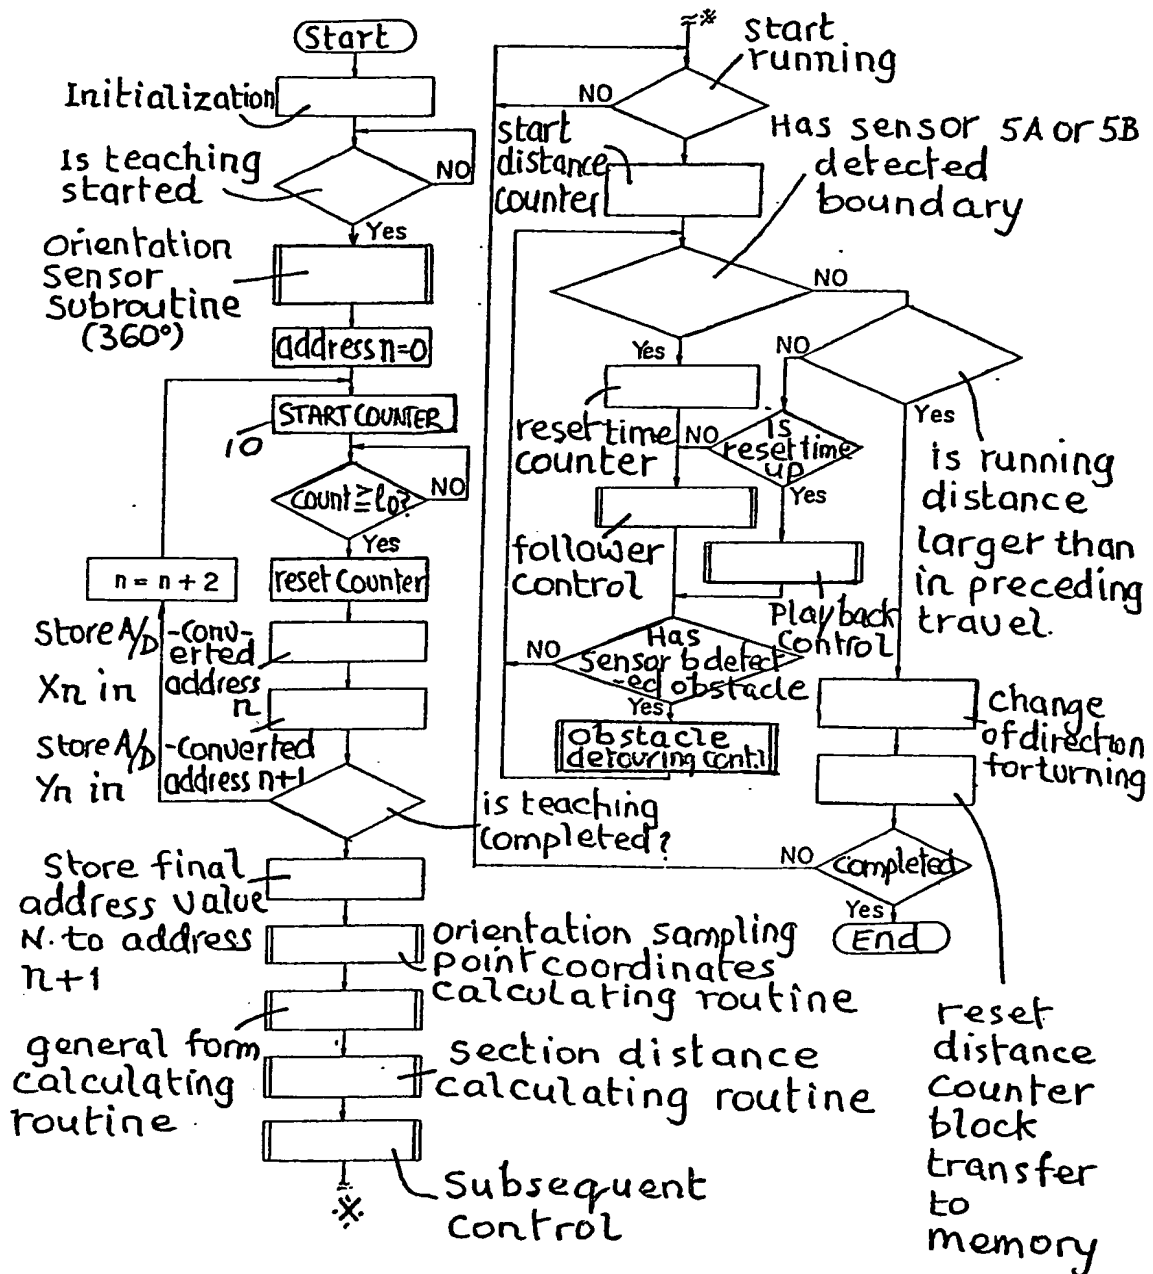 Start
Initialization
Is teaching
started
NO
Yes
Orientation
Sensor
Subroutine
(360°)
address n=0
START COUNTER
10
Count≧lo?
NO
Yes
n = n + 2
reset Counter
Store A/D -conv-
erted
Xn in address
n
Store A/D -Converted
Yn in address n+1
is teaching
completed?
Store final
address value
N. to address
n+1
orientation sampling
point coordinates
calculating routine
general form
calculating
routine
section distance
calculating routine
Subsequent
control
※
≈※
start
running
NO
start
distance
counter
Has sensor 5A or 5B
detected
boundary
NO
Yes
NO
Yes
reset time
counter
NO
is
reset time
up
Yes
is running
distance
larger than
in preceding
travel.
follower
control
Playback
control
NO
Has
Sensor b detect
-ed obstacle
Yes
obstacle
detouring cont.l
change
of direction
for turning
NO
Completed
Yes
End
reset
distance
counter
block
transfer
to
memory